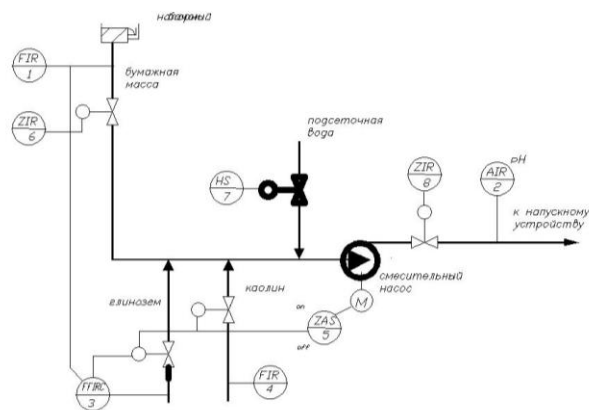 FIR
1
бумажная
масса
ZIR
6
подсеточная
вода
HS
7
ZIR
8
AIR
2
pH
к напускному
устройству
смесительный
насос
M
глинозем
каолин
on
ZAS
5
off
FFIRC
3
FIR
4